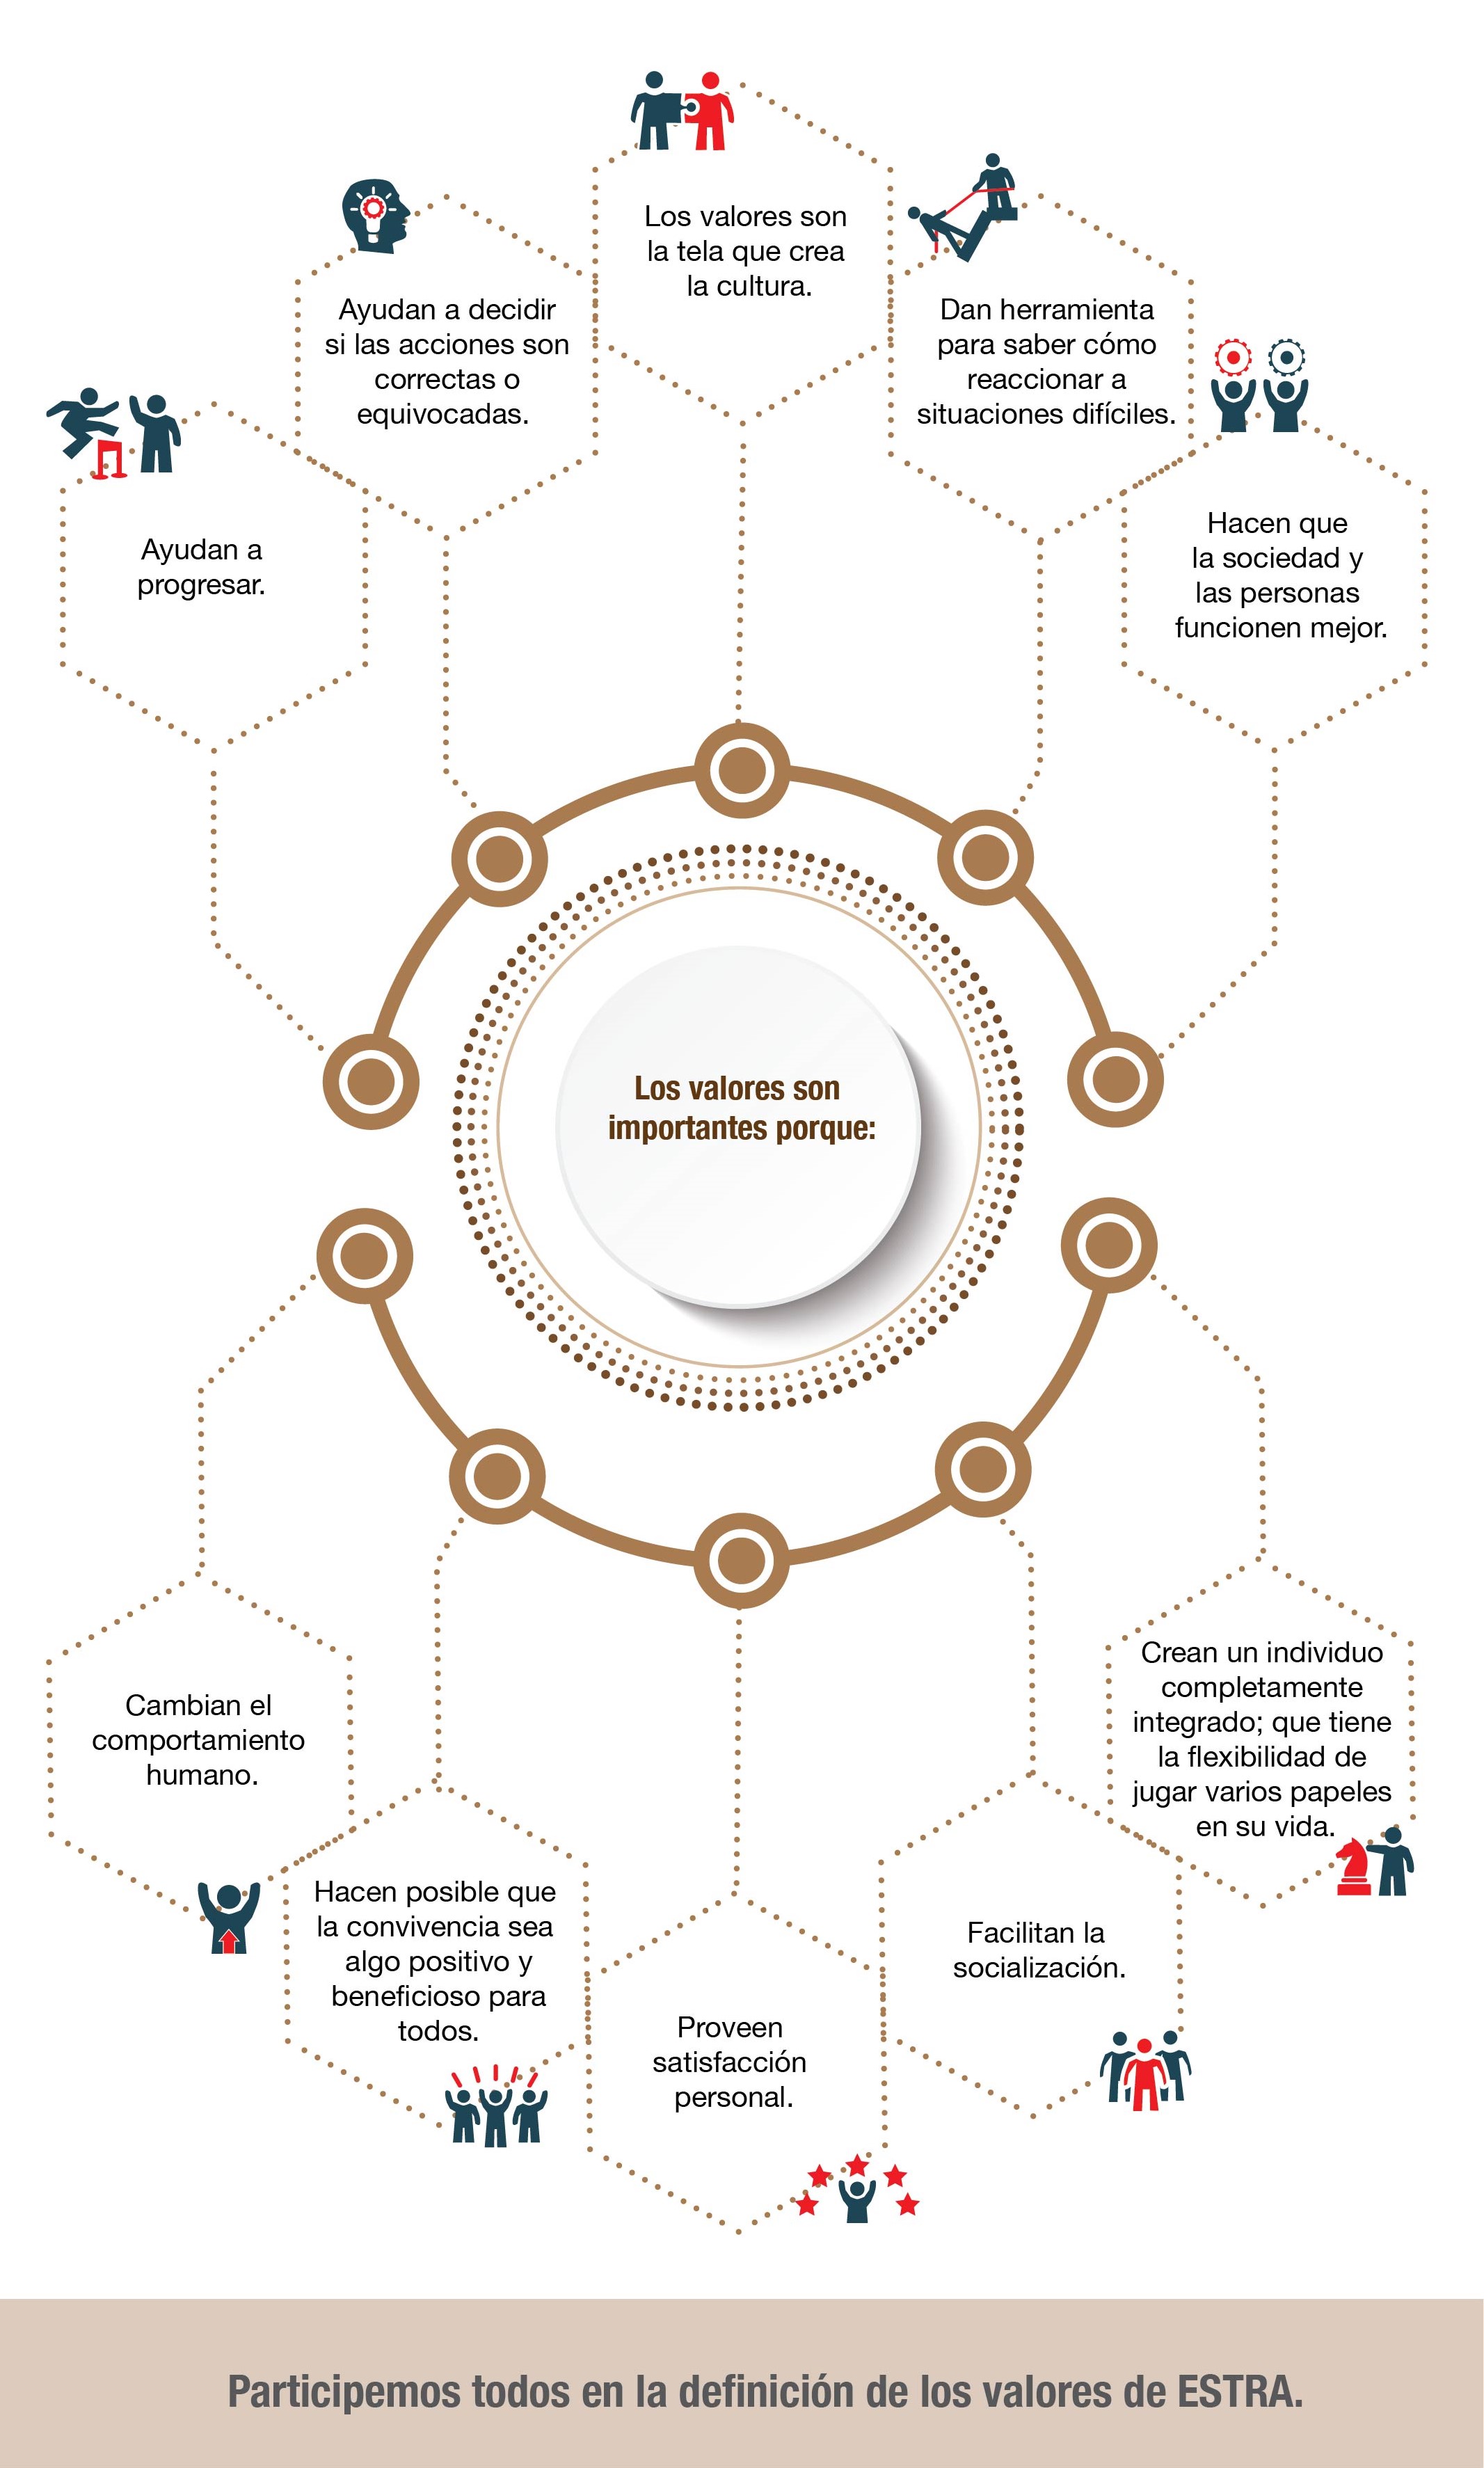 Los valores son
la tela que crea
la cultura.
Ayudan a decidir
si las acciones son
correctas o
equivocadas.
Dan herramienta
para saber cómo
reaccionar a
situaciones difíciles.
Ayudan a
progresar.
Hacen que
la sociedad y
las personas
funcionen mejor.
Los valores son
importantes porque:
Cambian el
comportamiento
humano.
Crean un individuo
completamente
integrado; que tiene
la flexibilidad de
jugar varios papeles
en su vida.
Hacen posible que
la convivencia sea
algo positivo y
beneficioso para
todos.
Facilitan la
socialización.
Proveen
satisfacción
personal.
Participemos todos en la definición de los valores de ESTRA.